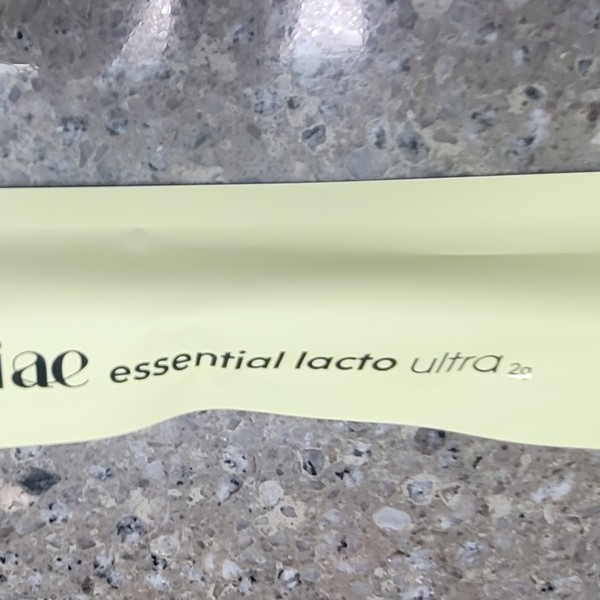 iae essential lacto ultra 2g